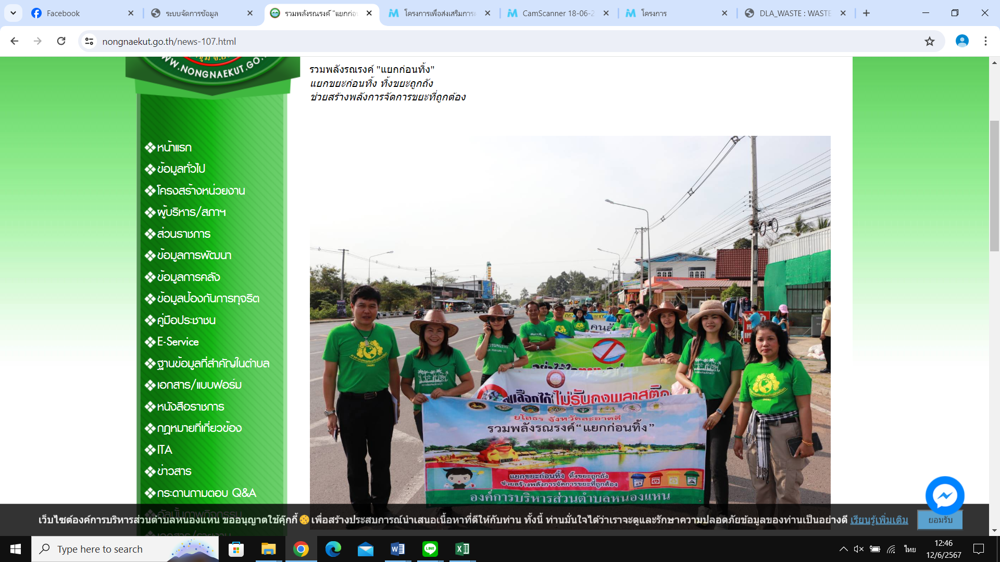 Facebook
ระบบจัดการข้อมูล
รวมพลังรณรงค์ "แยกก่อน
โครงการเพื่อส่งเสริมการ
CamScanner 18-06-2
โครงการ
DLA_WASTE : WASTE
nongnaekut.go.th/news-107.html
WWW.NONGNAEKUT.GO.
รวมพลังรณรงค์ "แยกก่อนทิ้ง"
แยกขยะก่อนทิ้ง ทิ้งขยะถูกถัง
ช่วยสร้างพลังการจัดการขยะที่ถูกต้อง
หน้าแรก
ข้อมูลทั่วไป
โครงสร้างหน่วยงาน
ผู้บริหาร/สภาฯ
ส่วนราชการ
ข้อมูลการพัฒนา
ข้อมูลการคลัง
ข้อมูลป้องกันการทุจริต
คู่มือประชาชน
E-Service
ฐานข้อมูลที่สำคัญในตำบล
เอกสาร/แบบฟอร์ม
หนังสือราชการ
กฎหมายที่เกี่ยวข้อง
ITA
ข่าวสาร
กระดานถามตอบ Q&A
อัลบั้มภาพกิจกรรม
คนส
เลือกใช้ ไม่รับถุงพลาสติก
ยโสธร จังหวัดสะอาดดี
รวมพลังรณรงค์“แยกก่อนทิ้ง”
แยกขยะก่อนทิ้ง ทิ้งขยะถูกถัง
ช่วยสร้างพลังการจัดการขยะที่ถูกต้อง
องค์การบริหารส่วนตำบลหนองแหน
เว็บไซต์องค์การบริหารส่วนตำบลหนองแหน ขออนุญาตใช้คุ๊กกี้ เพื่อสร้างประสบการณ์นำเสนอเนื้อหาที่ดีให้กับท่าน ทั้งนี้ ท่านมั่นใจได้ว่าเราจะดูและรักษาความปลอดภัยข้อมูลของท่านเป็นอย่างดี เรียนรู้เพิ่มเติม
ยอมรับ
Type here to search
ไทย
12:46
12/6/2567